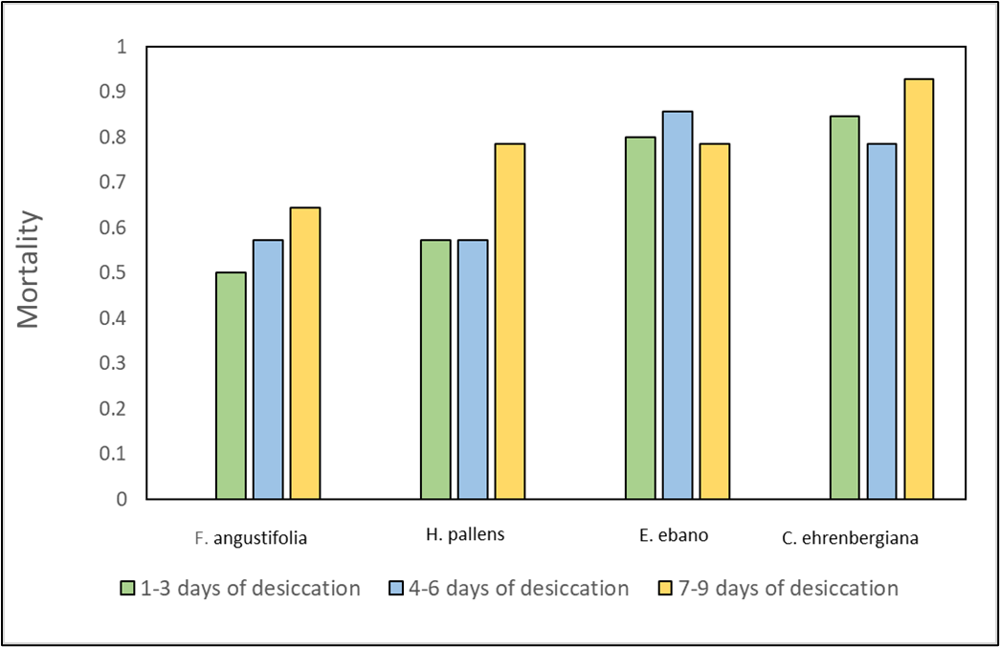 1
0.9
0.8
0.7
0.6
0.5
0.4
0.3
0.2
0.1
0
Mortality
F. angustifolia
H. pallens
E. ebano
C. ehrenbergiana
1-3 days of desiccation
4-6 days of desiccation
7-9 days of desiccation